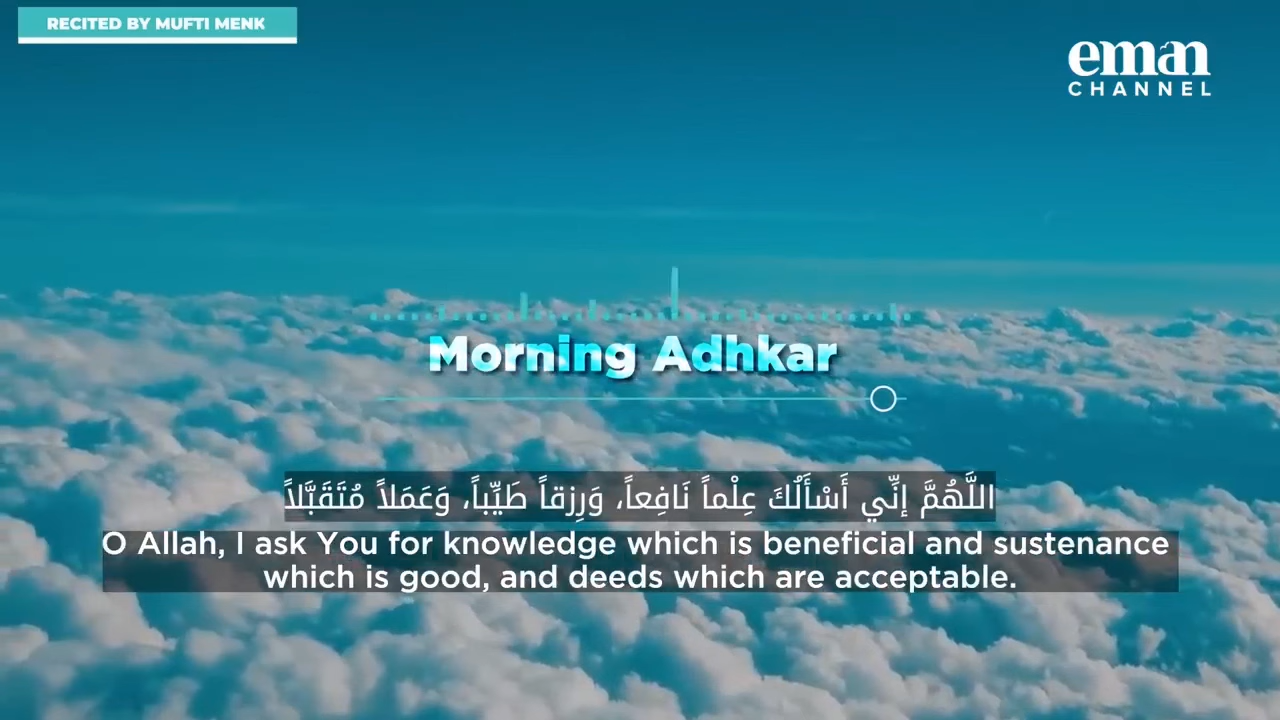 RECITED BY MUFTI MENK
eman
CHANNEL
Morning Adhkar
اللَّهُمَّ إِنِّي أَسْأَلُكَ عِلْماً نَافِعاً، وَرِزقاً طَيِّباً، وَعَمَلاً مُتَقَبَّلاً
O Allah, I ask You for knowledge which is beneficial and sustenance
which is good, and deeds which are acceptable.